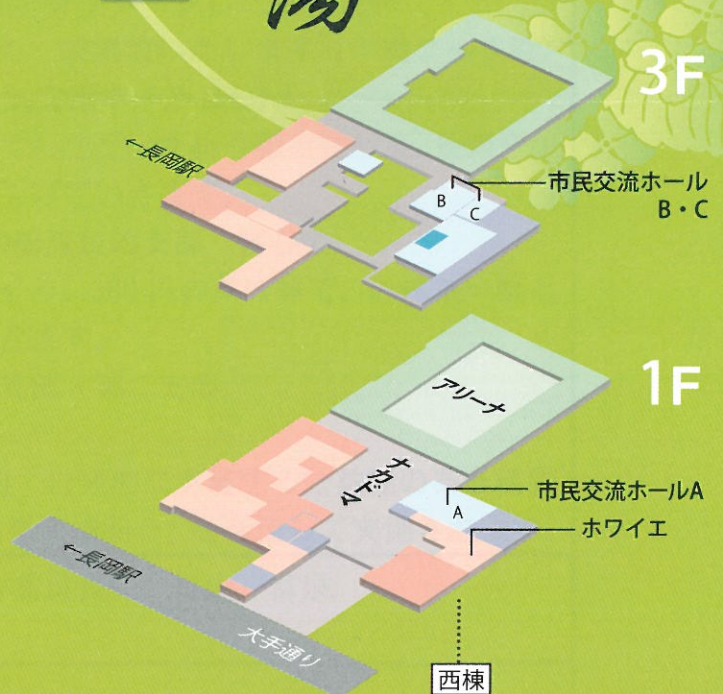 湯
3F
←長岡駅
市民交流ホール
B・C
B
C
1F
アリーナ
ナカドマ
市民交流ホールA
A
ホワイエ
←長岡駅
大手通り
西棟